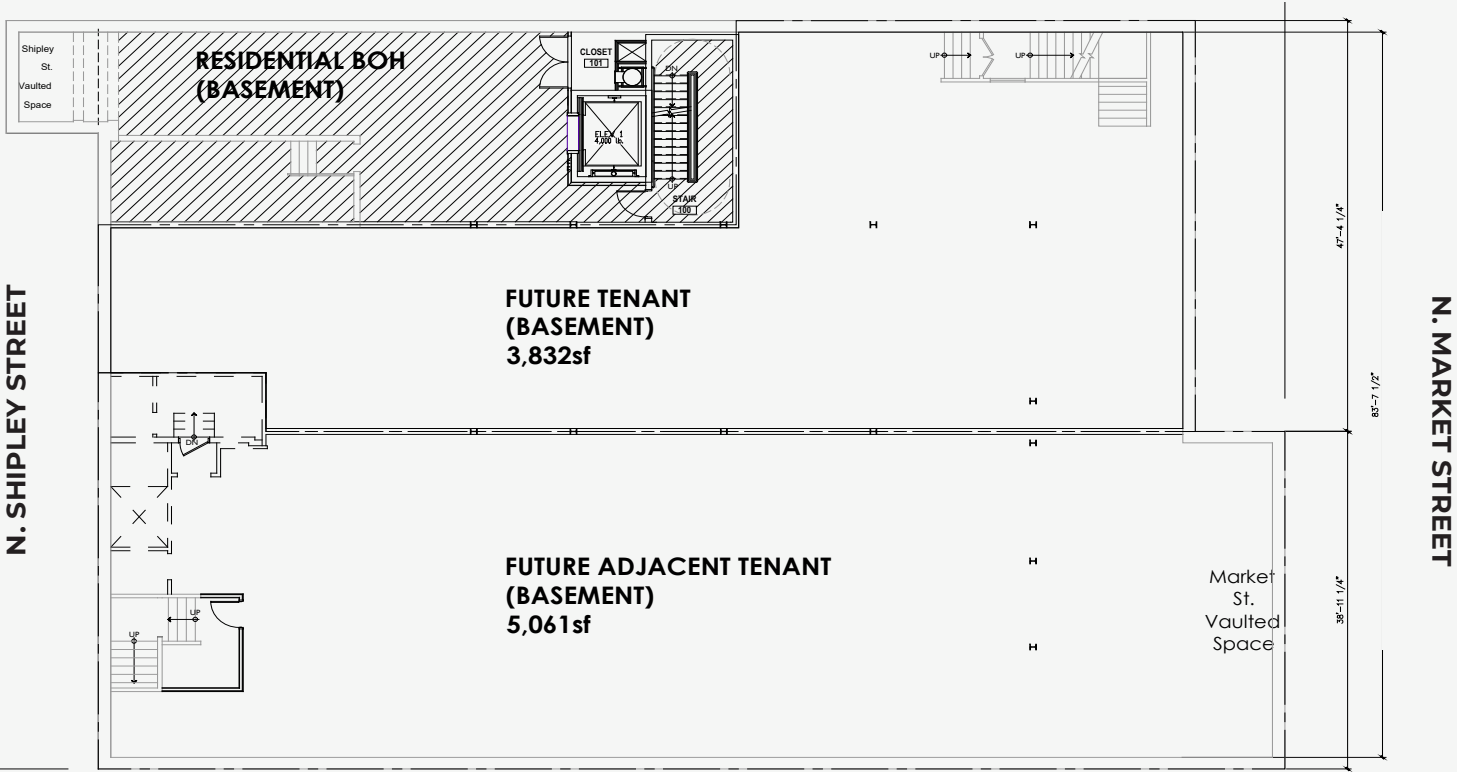 Shipley
St.
Vaulted
Space
RESIDENTIAL BOH
(BASEMENT)
CLOSET
101
DN
ELEV. 1
4,000 lb.
UP
STAIR
100
UP
UP
47'-4 1/4"
N. SHIPLEY STREET
FUTURE TENANT
(BASEMENT)
3,832sf
N. MARKET STREET
83'-7 1/2"
DN
FUTURE ADJACENT TENANT
(BASEMENT)
5,061sf
Market
St.
Vaulted
Space
38'-11 1/4"
UP
UP